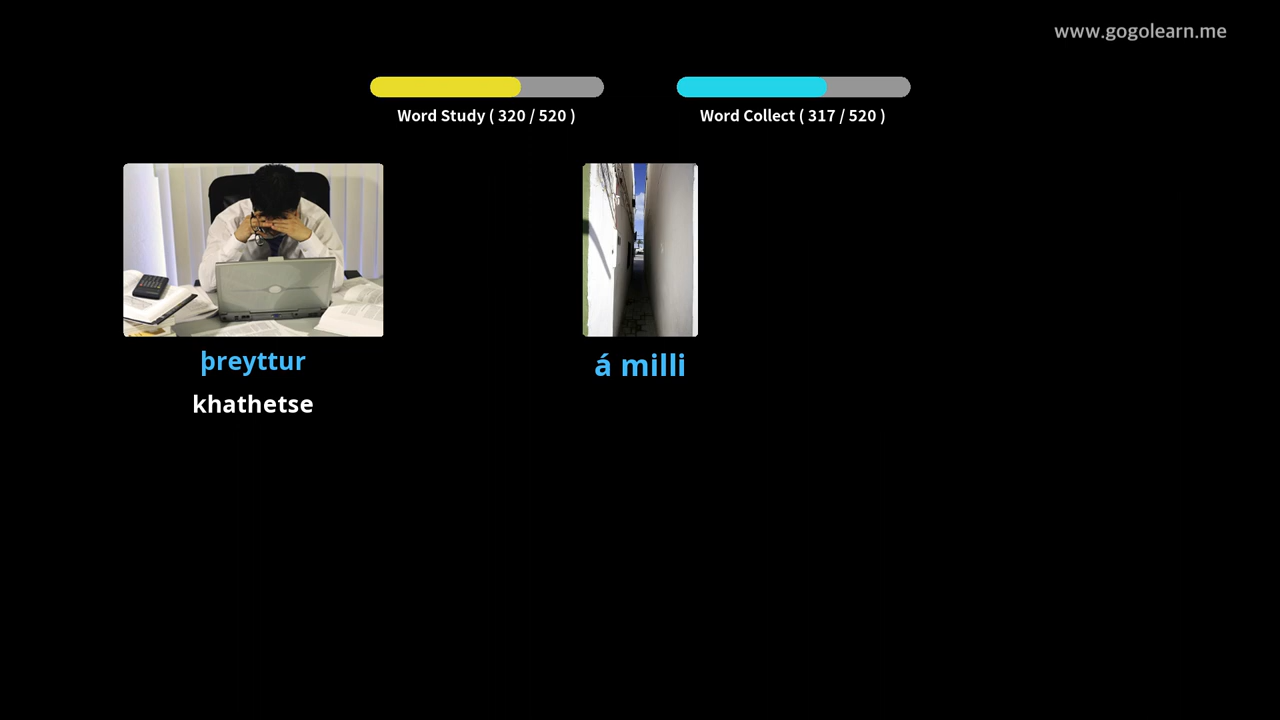 www.gogolearn.me
Word Study ( 320 / 520 )
Word Collect ( 317 / 520 )
þreyttur
khathetse
á milli